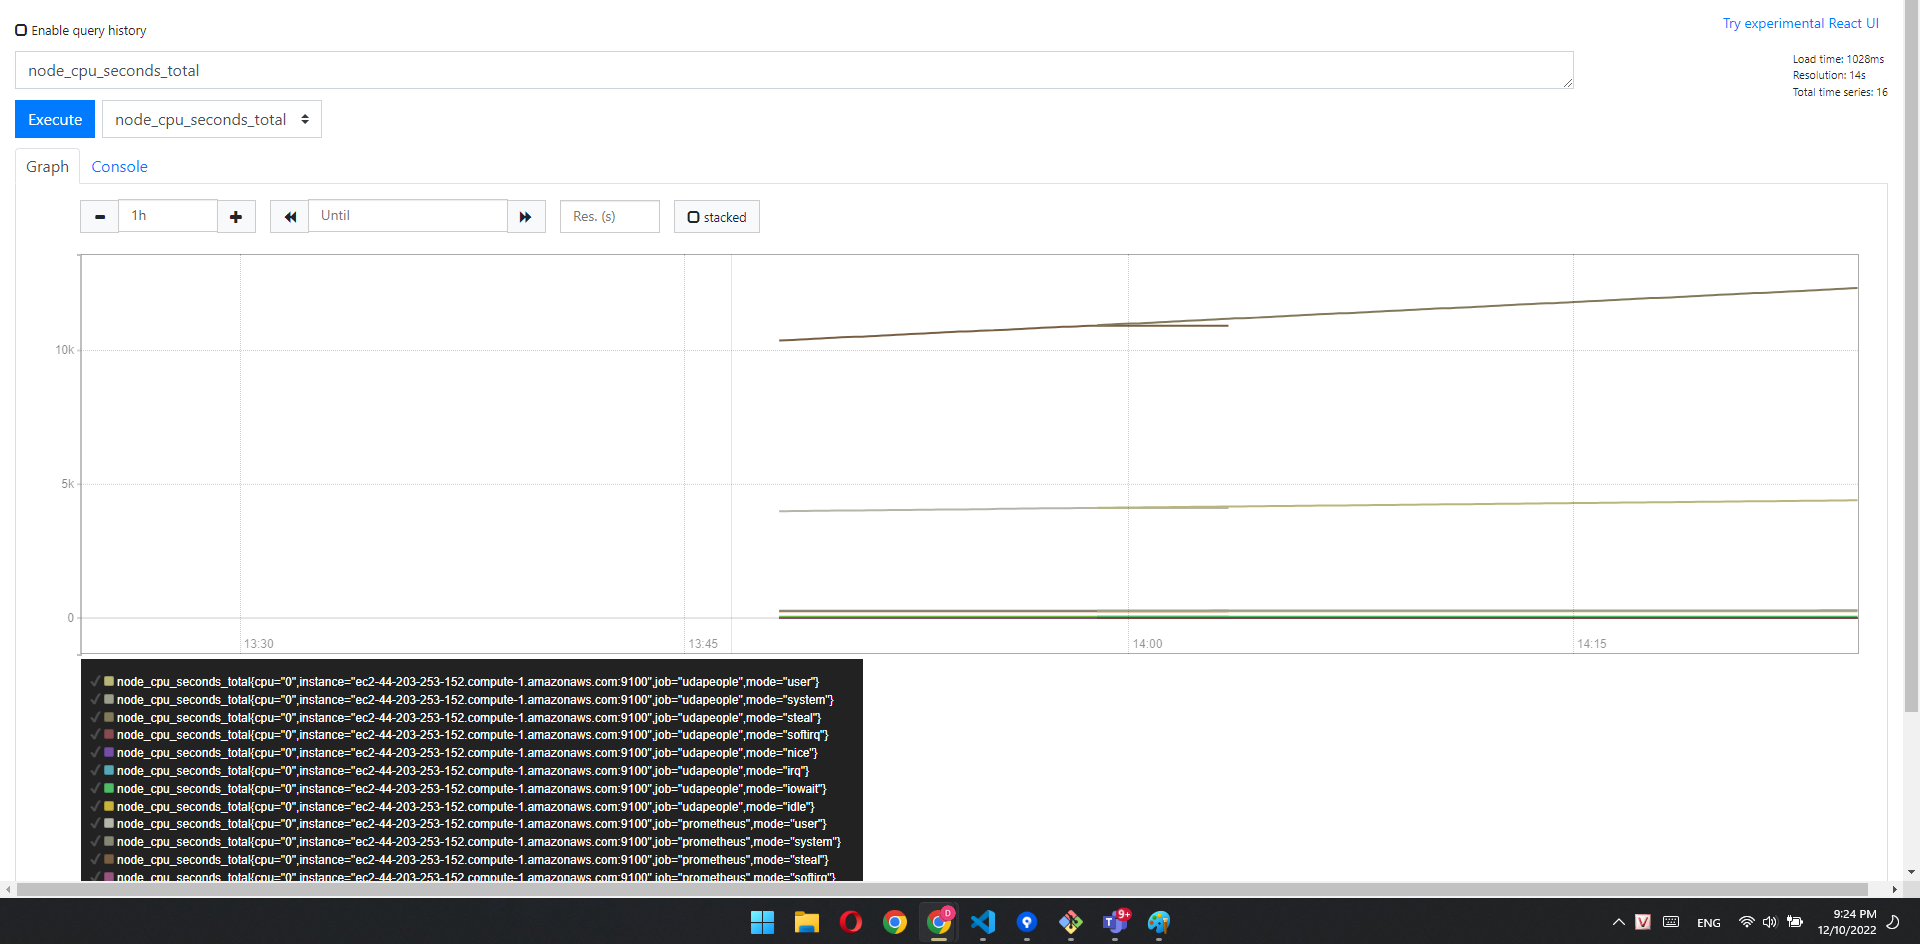 Enable query history
Try experimental React UI
node_cpu_seconds_total
Load time: 1028ms
Resolution: 14s
Total time series: 16
Execute
node_cpu_seconds_total
Graph
Console
1h
Until
Res. (s)
stacked
10k
5k
0
13:30
13:45
14:00
14:15
node_cpu_seconds_total{cpu="0",instance="ec2-44-203-253-152.compute-1.amazonaws.com:9100",job="udapeople",mode="user"}
node_cpu_seconds_total{cpu="0",instance="ec2-44-203-253-152.compute-1.amazonaws.com:9100",job="udapeople",mode="system"}
node_cpu_seconds_total{cpu="0",instance="ec2-44-203-253-152.compute-1.amazonaws.com:9100",job="udapeople",mode="steal"}
node_cpu_seconds_total{cpu="0",instance="ec2-44-203-253-152.compute-1.amazonaws.com:9100",job="udapeople",mode="softirq"}
node_cpu_seconds_total{cpu="0",instance="ec2-44-203-253-152.compute-1.amazonaws.com:9100",job="udapeople",mode="nice"}
node_cpu_seconds_total{cpu="0",instance="ec2-44-203-253-152.compute-1.amazonaws.com:9100",job="udapeople",mode="irq"}
node_cpu_seconds_total{cpu="0",instance="ec2-44-203-253-152.compute-1.amazonaws.com:9100",job="udapeople",mode="iowait"}
node_cpu_seconds_total{cpu="0",instance="ec2-44-203-253-152.compute-1.amazonaws.com:9100",job="udapeople",mode="idle"}
node_cpu_seconds_total{cpu="0",instance="ec2-44-203-253-152.compute-1.amazonaws.com:9100",job="prometheus",mode="user"}
node_cpu_seconds_total{cpu="0",instance="ec2-44-203-253-152.compute-1.amazonaws.com:9100",job="prometheus",mode="system"}
node_cpu_seconds_total{cpu="0",instance="ec2-44-203-253-152.compute-1.amazonaws.com:9100",job="prometheus",mode="steal"}
node_cpu_seconds_total{cpu="0",instance="ec2-44-203-253-152.compute-1.amazonaws.com:9100",job="prometheus",mode="softirq"}
D
9+
V
ENG
9:24 PM
12/10/2022